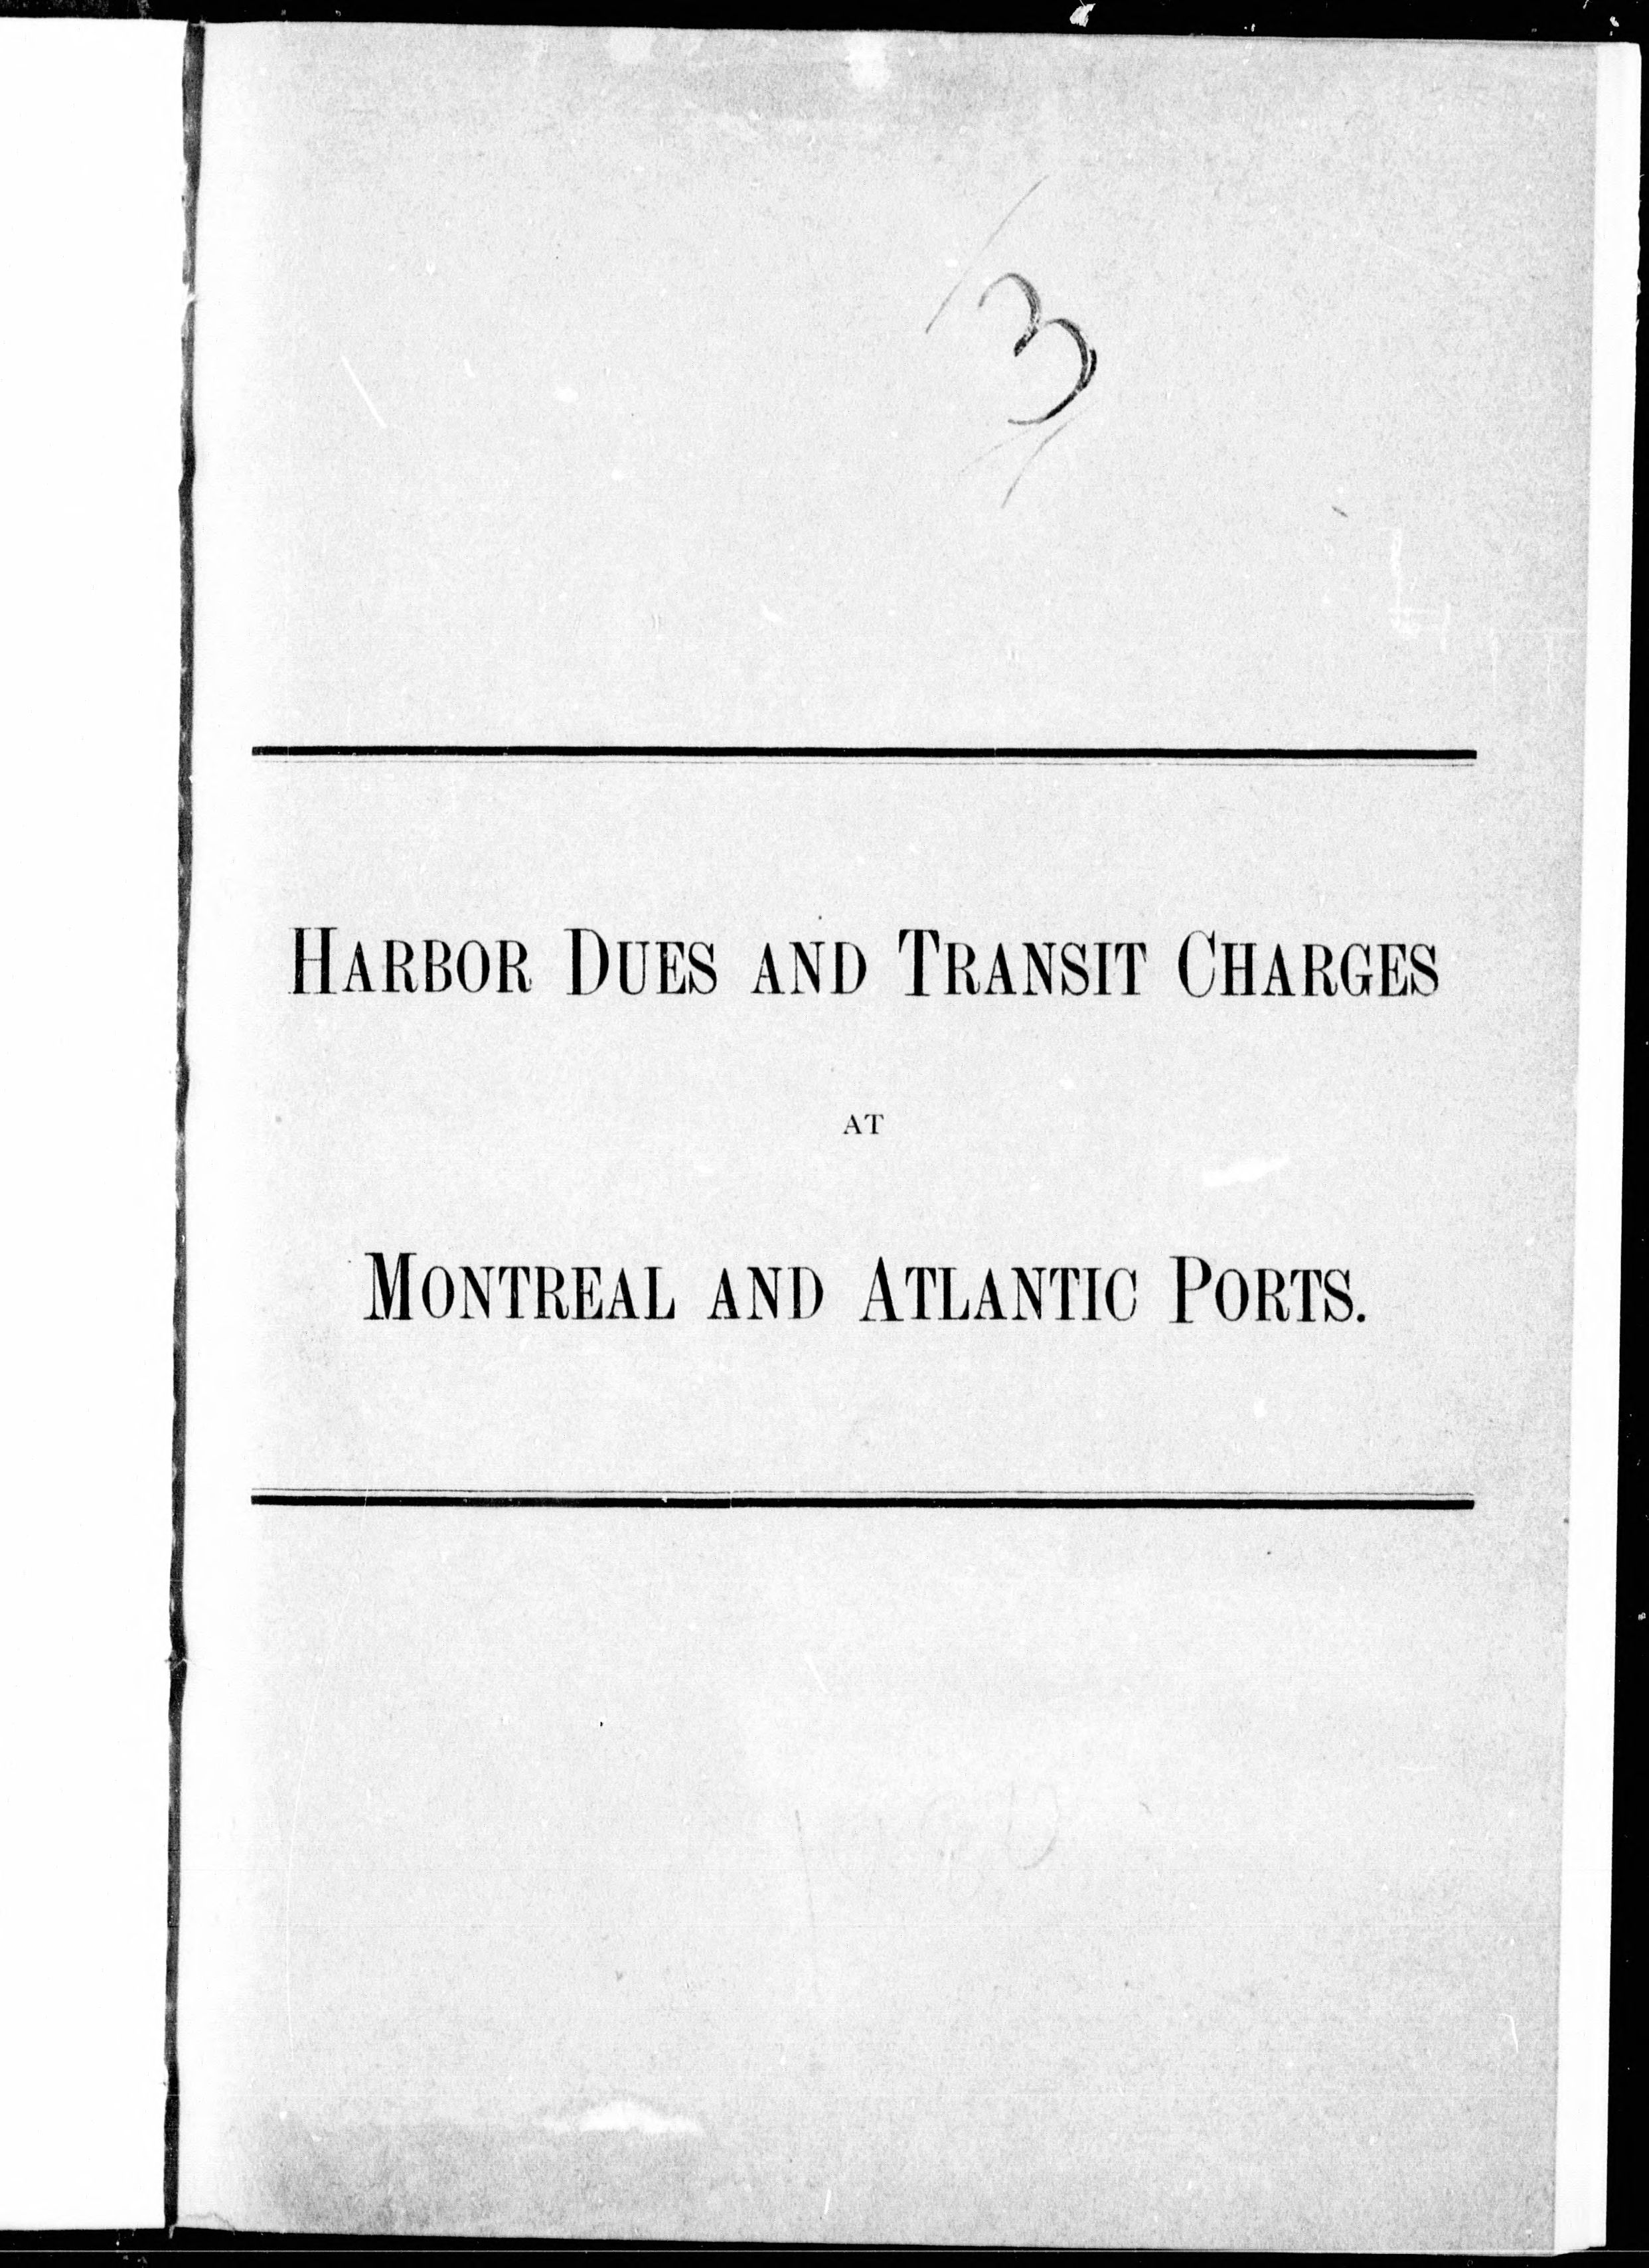 3
HARBOR DUES AND TRANSIT CHARGES
AT
MONTREAL AND ATLANTIC PORTS.